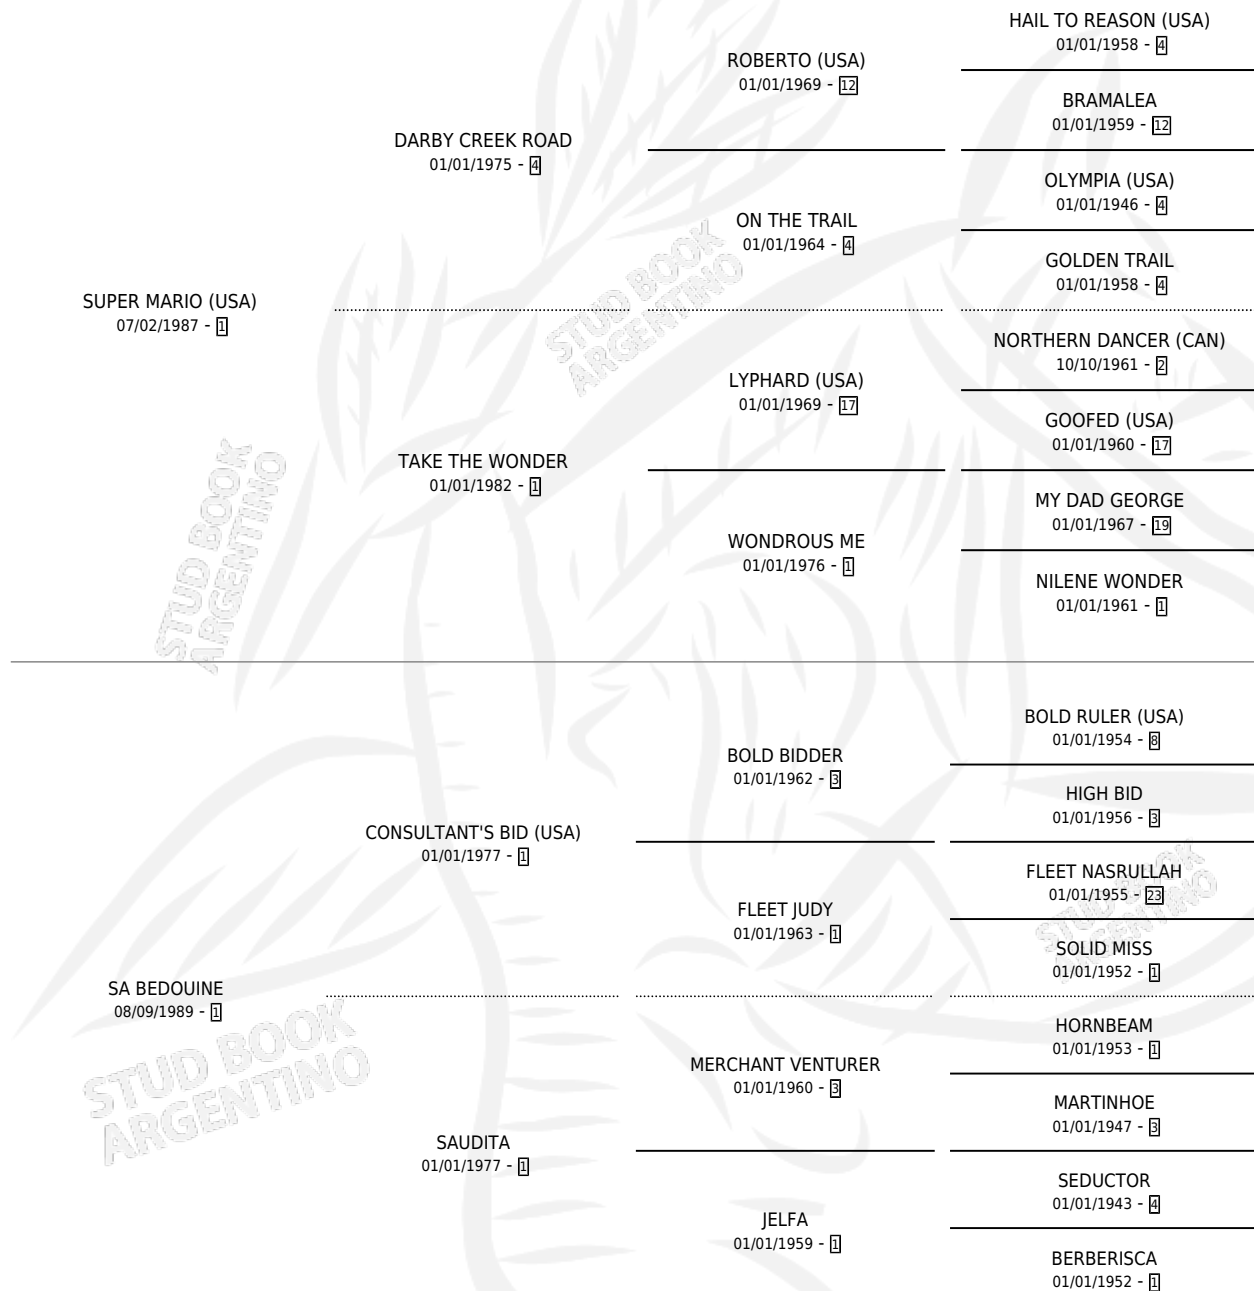 HAIL TO REASON (USA)
01/01/1958 - 4
ROBERTO (USA)
01/01/1969 - 12
BRAMALEA
01/01/1959 - 12
DARBY CREEK ROAD
01/01/1975 - 4
OLYMPIA (USA)
01/01/1946 - 4
ON THE TRAIL
01/01/1964 - 4
GOLDEN TRAIL
01/01/1958 - 4
SUPER MARIO (USA)
07/02/1987 - 1
STUD BOOK
ARGENTINO
NORTHERN DANCER (CAN)
10/10/1961 - 2
LYPHARD (USA)
01/01/1969 - 17
GOOFED (USA)
01/01/1960 - 17
TAKE THE WONDER
01/01/1982 - 1
MY DAD GEORGE
01/01/1967 - 19
WONDROUS ME
01/01/1976 - 1
NILENE WONDER
01/01/1961 - 1
STUD BOOK
ARGENTINO
BOLD RULER (USA)
01/01/1954 - 8
BOLD BIDDER
01/01/1962 - 3
HIGH BID
01/01/1956 - 3
CONSULTANT'S BID (USA)
01/01/1977 - 1
FLEET NASRULLAH
01/01/1955 - 23
FLEET JUDY
01/01/1963 - 1
SOLID MISS
01/01/1952 - 1
STUD BOOK
ARGENTINO
SA BEDOUINE
08/09/1989 - 1
STUD BOOK
ARGENTINO
HORNBEAM
01/01/1953 - 1
MERCHANT VENTURER
01/01/1960 - 3
MARTINHOE
01/01/1947 - 3
SAUDITA
01/01/1977 - 1
SEDUCTOR
01/01/1943 - 4
JELFA
01/01/1959 - 1
BERBERISCA
01/01/1952 - 1